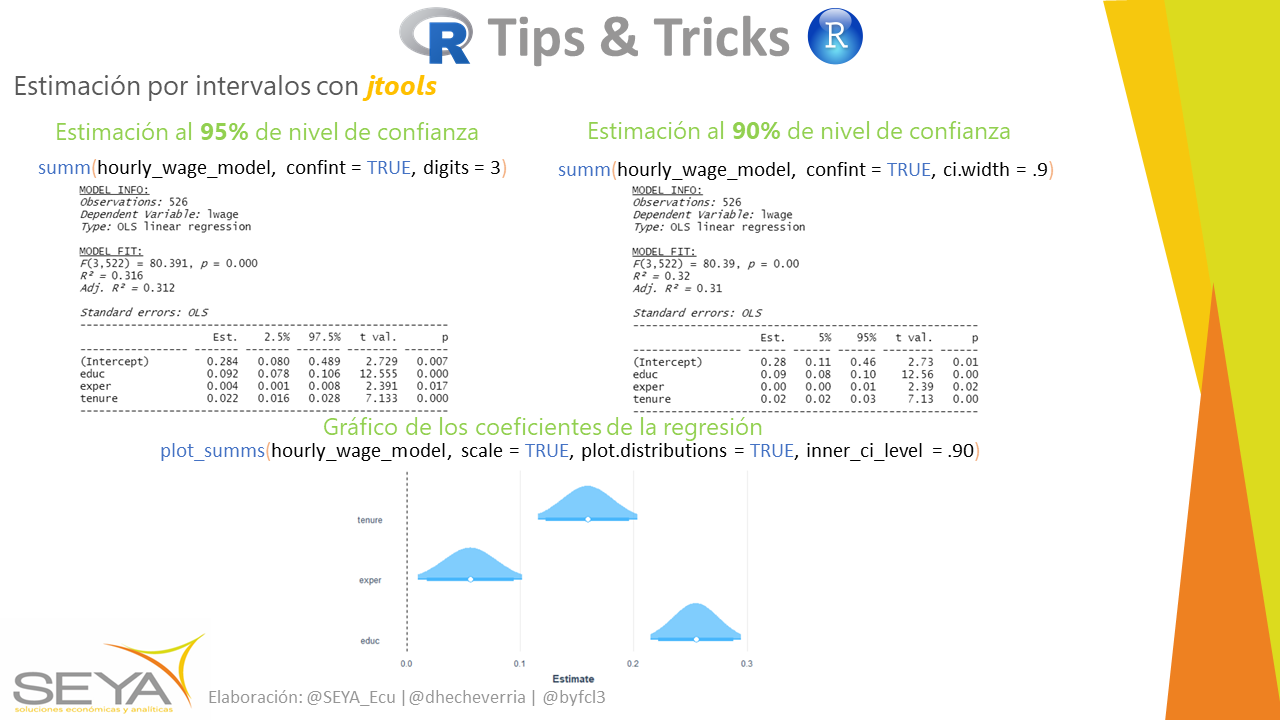 R Tips & Tricks R
Estimación por intervalos con jtools
Estimación al 95% de nivel de confianza
summ(hourly_wage_model, confint = TRUE, digits = 3)
MODEL INFO:
Observations: 526
Dependent Variable: lwage
Type: OLS linear regression
MODEL FIT:
F(3,522) = 80.391, p = 0.000
R² = 0.316
Adj. R² = 0.312
Standard errors: OLS
Est. 2.5% 97.5% t val. p
(Intercept) 0.284 0.080 0.489 2.729 0.007
educ 0.092 0.078 0.106 12.555 0.000
exper 0.004 0.001 0.008 2.391 0.017
tenure 0.022 0.016 0.028 7.133 0.000
Estimación al 90% de nivel de confianza
summ(hourly_wage_model, confint = TRUE, ci.width = .9)
MODEL INFO:
Observations: 526
Dependent Variable: lwage
Type: OLS linear regression
MODEL FIT:
F(3,522) = 80.39, p = 0.00
R² = 0.32
Adj. R² = 0.31
Standard errors: OLS
Est. 5% 95% t val. p
(Intercept) 0.28 0.11 0.46 2.73 0.01
educ 0.09 0.08 0.10 12.56 0.00
exper 0.00 0.00 0.01 2.39 0.02
tenure 0.02 0.02 0.03 7.13 0.00
Gráfico de los coeficientes de la regresión
plot_summs(hourly_wage_model, scale = TRUE, plot.distributions = TRUE, inner_ci_level = .90)
tenure
exper
educ
0.0 0.1 0.2 0.3
Estimate
SEYA
soluciones económicas y analíticas
Elaboración: @SEYA_Ecu |@dhecheverria | @byfcl3